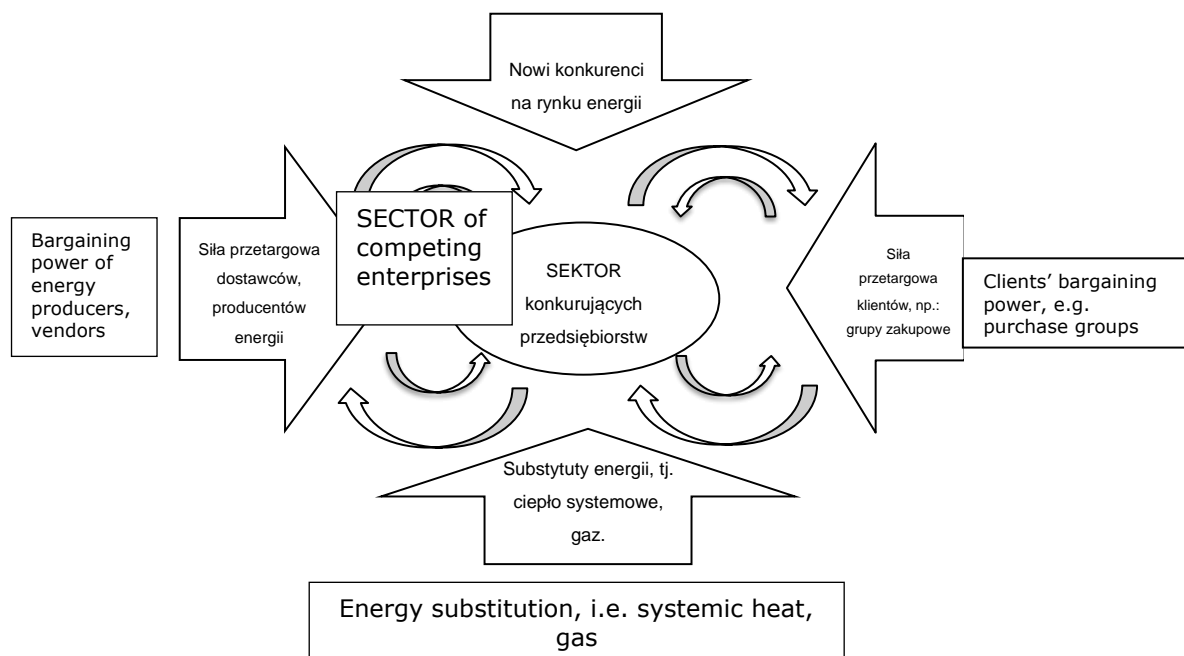 Nowi konkurenci
na rynku energii
Bargaining
power of
energy
producers,
vendors
Siła przetargowa
dostawców,
producentów
energii
SECTOR of
competing
enterprises
SEKTOR
konkurujących
przedsiębiorstw
Siła
przetargowa
klientów, np.:
grupy zakupowe
Clients’ bargaining
power, e.g.
purchase groups
Substytuty energii, tj.
ciepło systemowe,
gaz.
Energy substitution, i.e. systemic heat,
gas